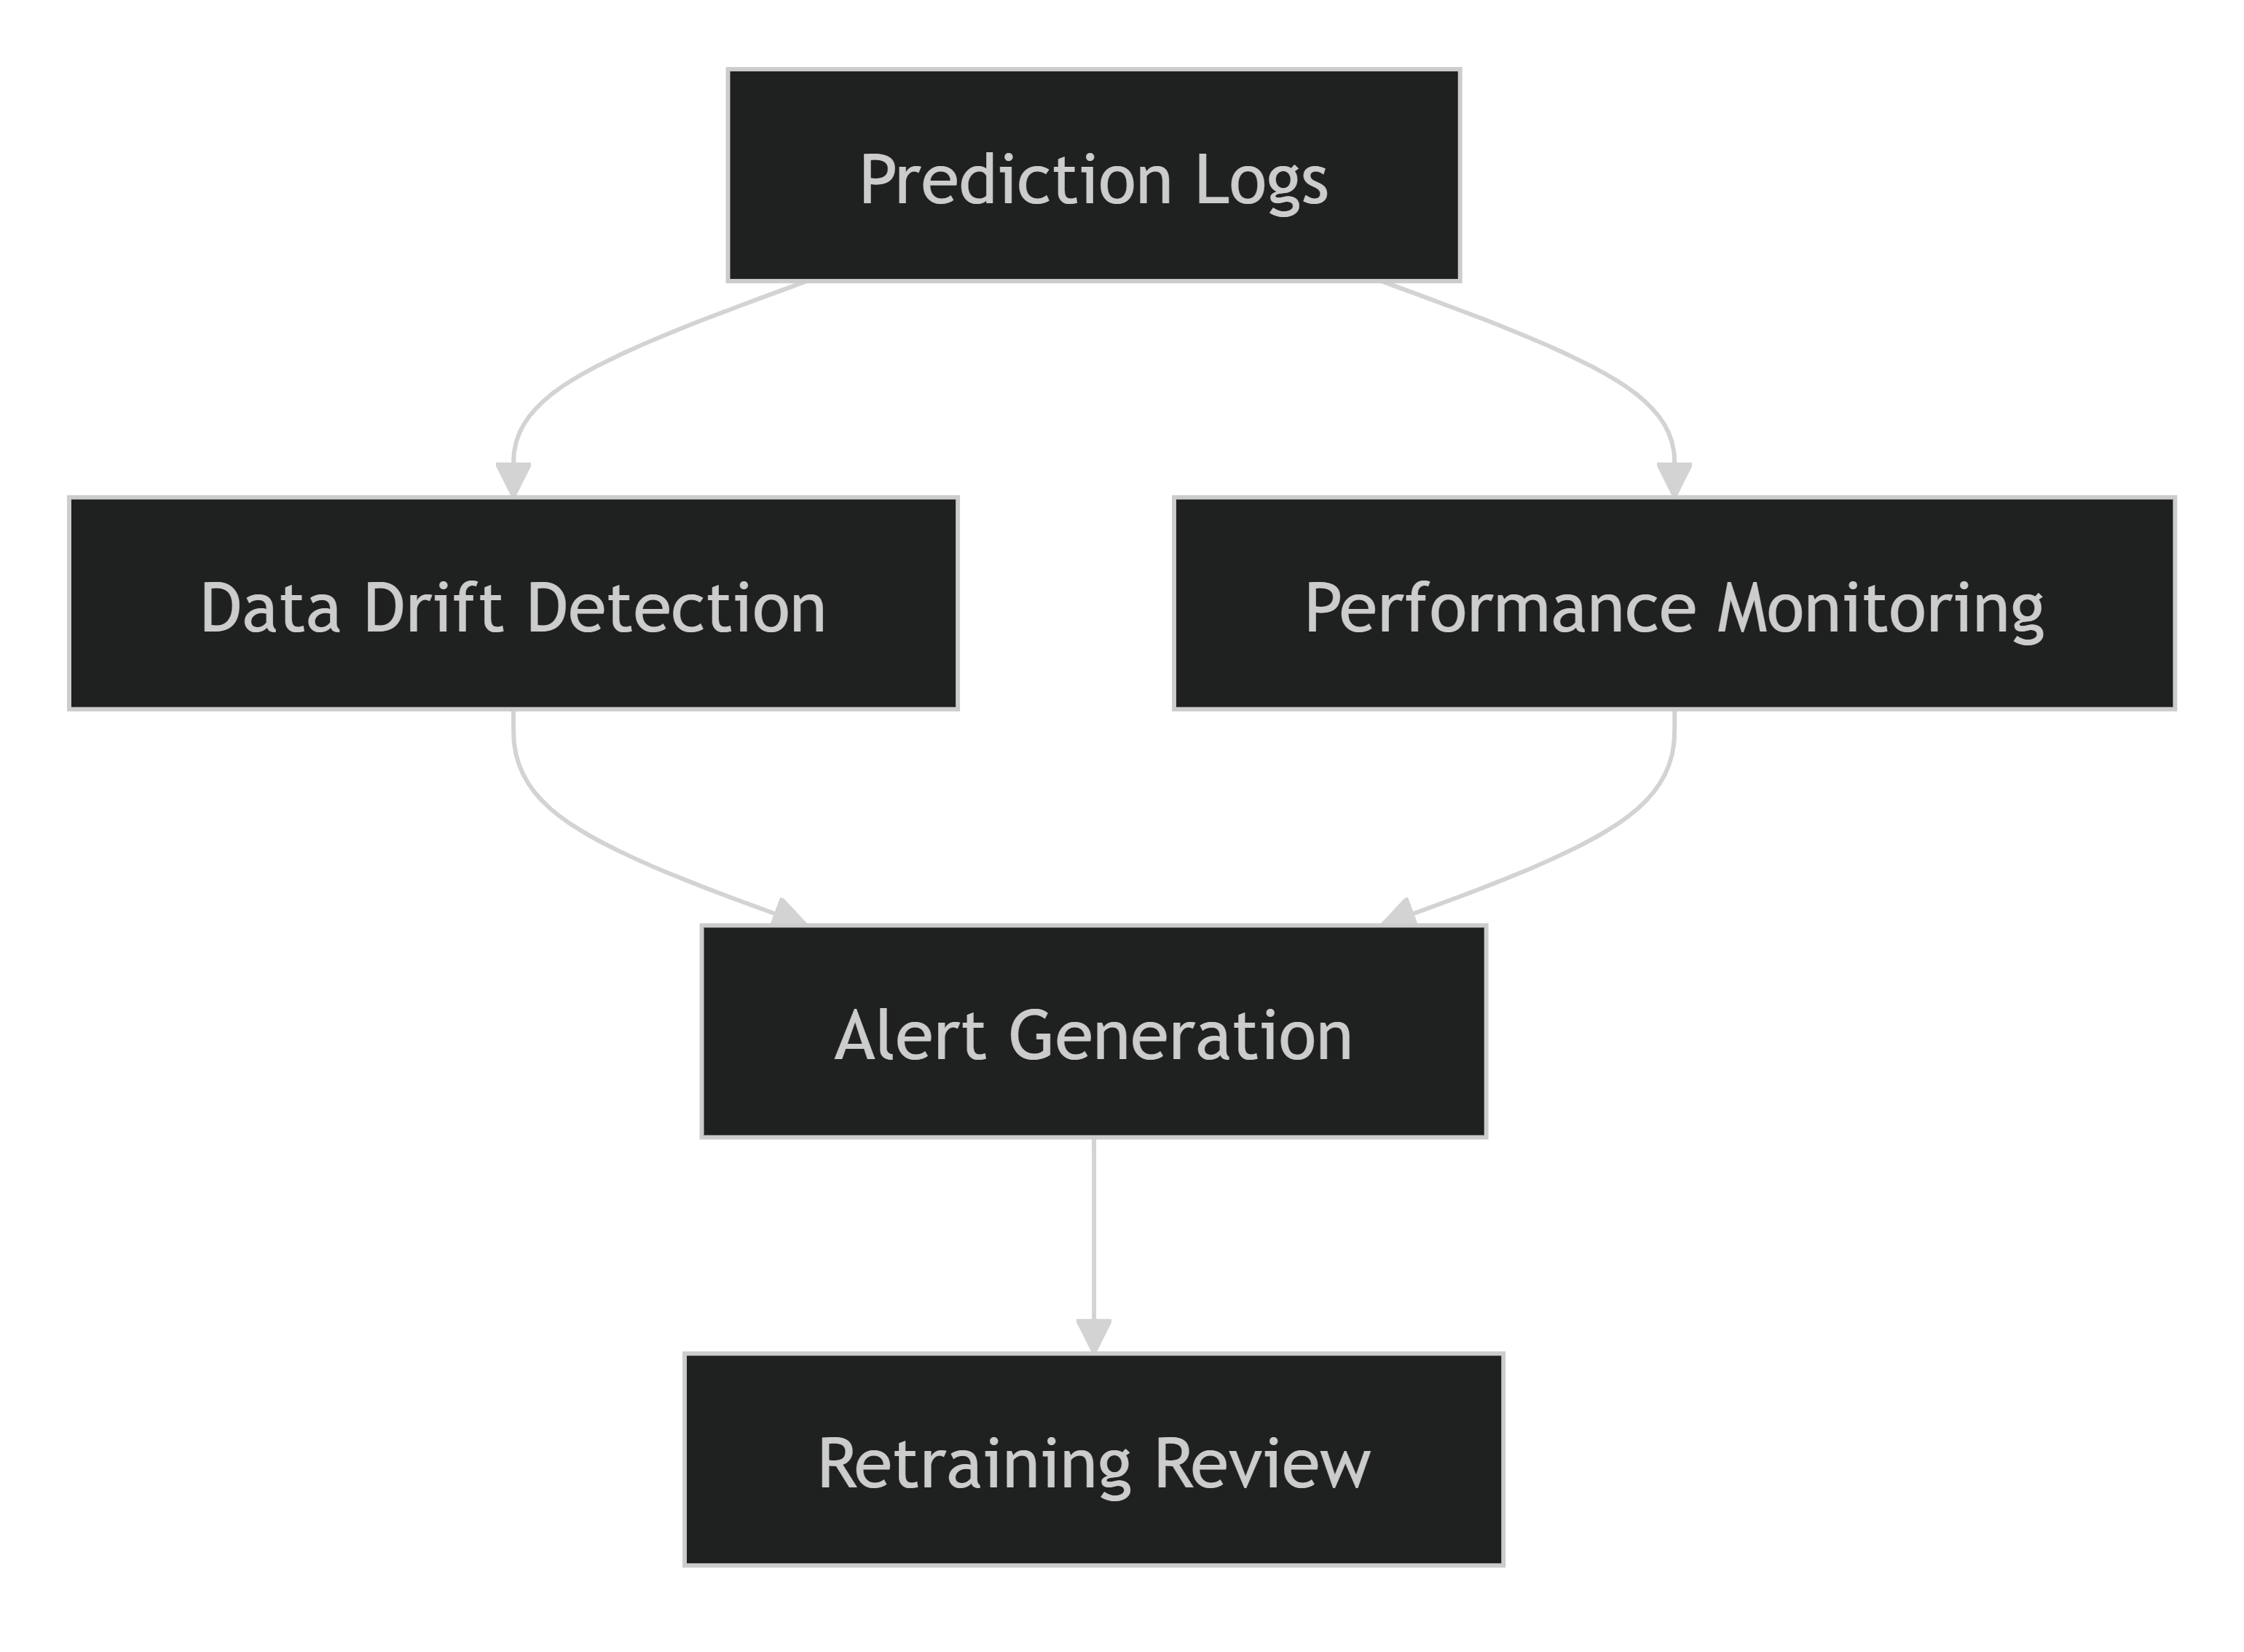 Prediction Logs
Data Drift Detection
Performance Monitoring
Alert Generation
Retraining Review